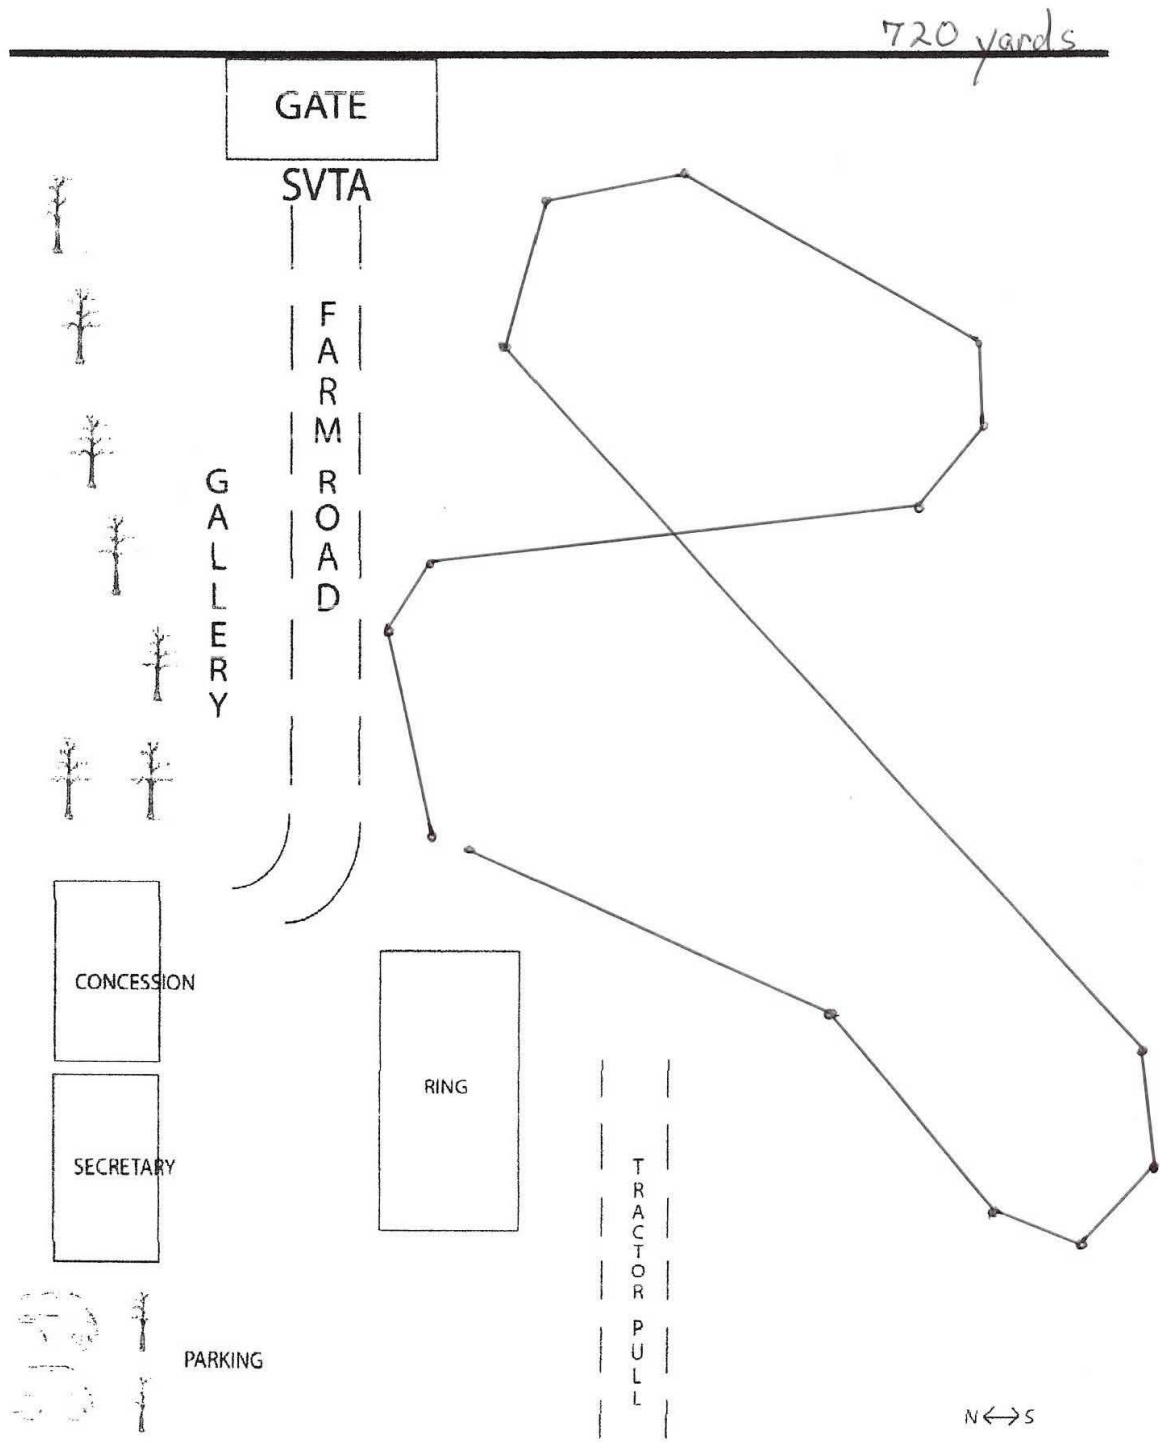 720 yards
GATE
SVTA
FARM ROAD
GALLERY
CONCESSION
RING
SECRETARY
TRACTOR PULL
PARKING
N ↔ S